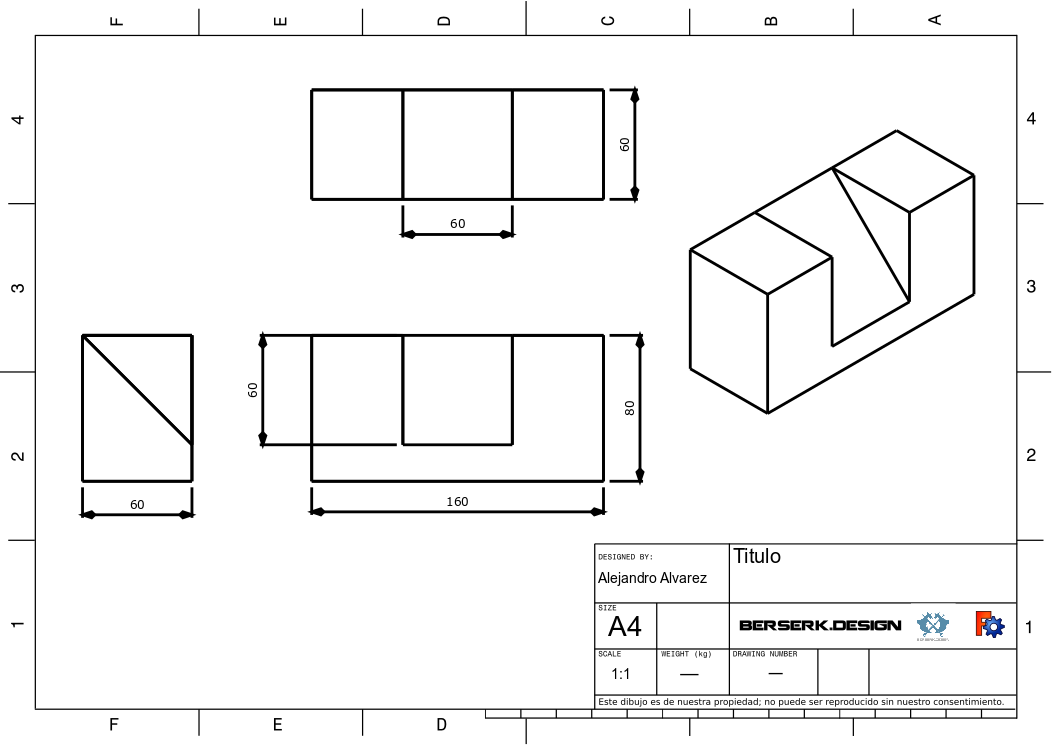 F E D C B A
4 4
60
60
3 3
60
80
2 2
60
160
DESIGNED BY:
Titulo
Alejandro Alvarez
SIZE
A4
BERSERK.DESIGN
1 1
SCALE
WEIGHT (kg)
DRAWING NUMBER
1:1
—
—
Este dibujo es de nuestra propiedad; no puede ser reproducido sin nuestro consentimiento.
F E D B A